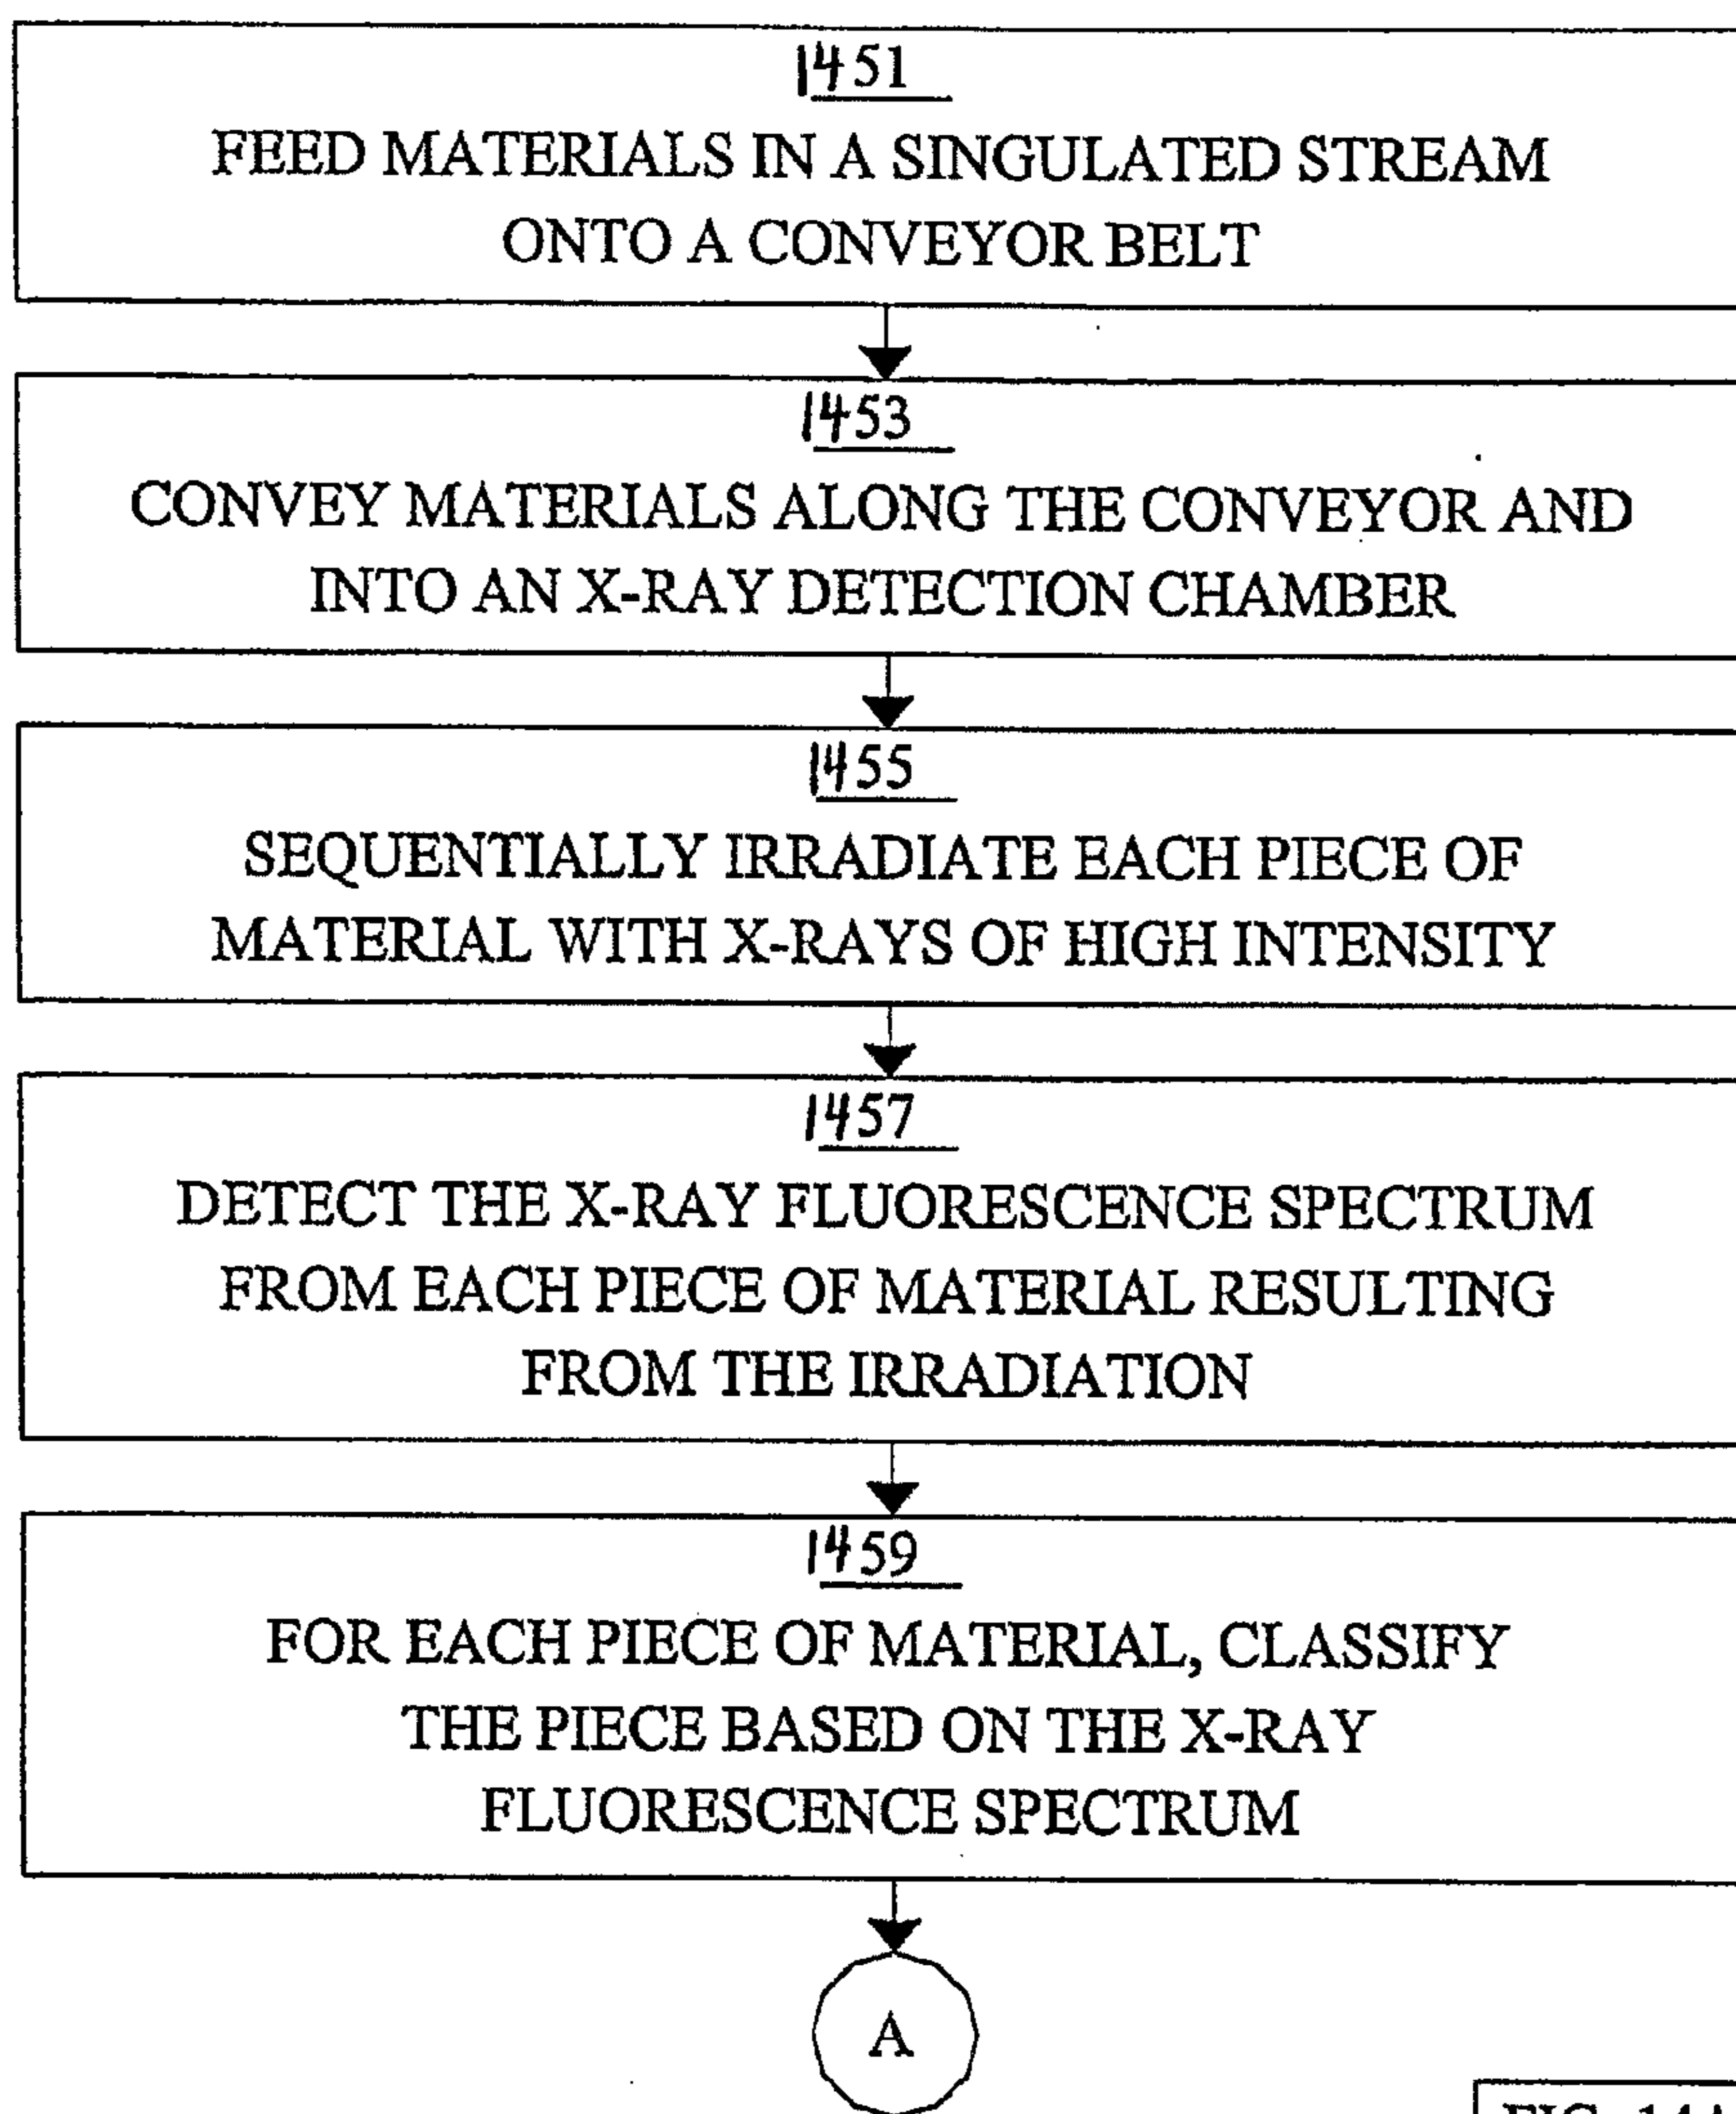 1451
FEED MATERIALS IN A SINGULATED STREAM
ONTO A CONVEYOR BELT
1453
CONVEY MATERIALS ALONG THE CONVEYOR AND
INTO AN X-RAY DETECTION CHAMBER
1455
SEQUENTIALLY IRRADIATE EACH PIECE OF
MATERIAL WITH X-RAYS OF HIGH INTENSITY
1457
DETECT THE X-RAY FLUORESCENCE SPECTRUM
FROM EACH PIECE OF MATERIAL RESULTING
FROM THE IRRADIATION
1459
FOR EACH PIECE OF MATERIAL, CLASSIFY
THE PIECE BASED ON THE X-RAY
FLUORESCENCE SPECTRUM
A
FIG. 14A